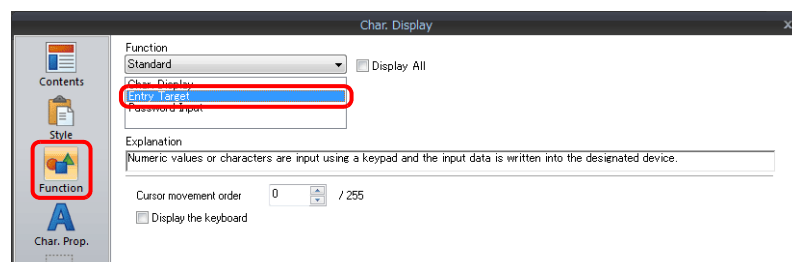 Char. Display
Contents
Style
Function
Char. Prop.
Function
Standard
Display All
Char. Display
Entry Target
Password Input
Explanation
Numeric values or characters are input using a keypad and the input data is written into the designated device.
Cursor movement order 0 / 255
Display the keyboard